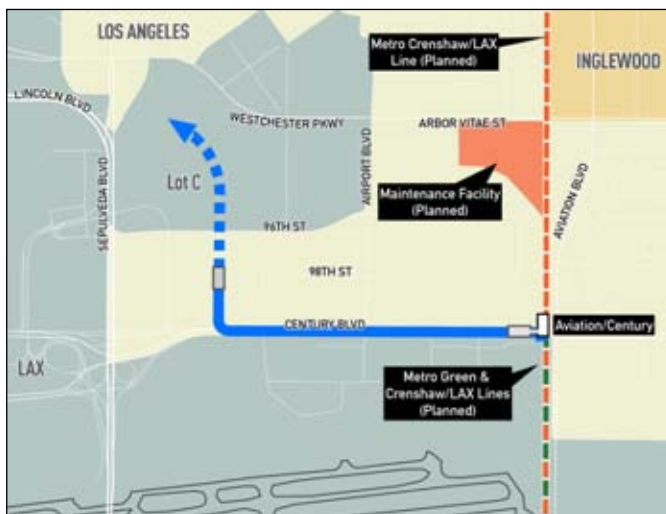 LOS ANGELES
Metro Crenshaw/LAX
Line (Planned)
INGLEWOOD
LINCOLN BLVD
WESTCHESTER PKWY
ARBOR VITAE ST
AIRPORT BLVD
Lot C
Maintenance Facility
(Planned)
SEPULVEDA BLVD
AVIATION BLVD
96TH ST
98TH ST
CENTURY BLVD
Aviation/Century
LAX
Metro Green &
Crenshaw/LAX Lines
(Planned)